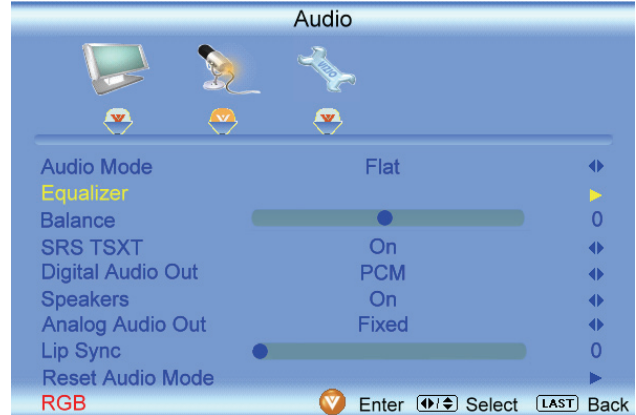 Audio
VIZIO
Audio Mode Flat
Equalizer
Balance 0
SRS TSXT On
Digital Audio Out PCM
Speakers On
Analog Audio Out Fixed
Lip Sync 0
Reset Audio Mode
RGB Enter Select LAST Back